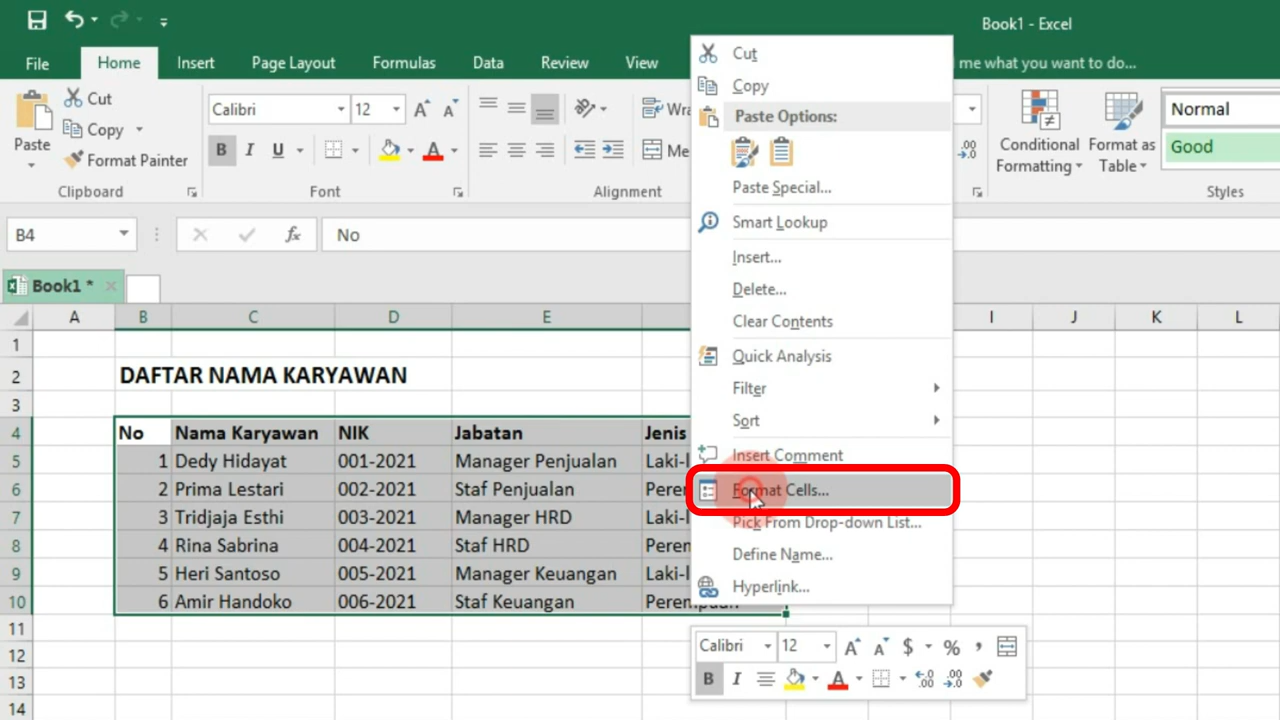 Book1 - Excel
File Home Insert Page Layout Formulas Data Review View me what you want to do...
Cut
Copy
Format Painter
Paste
Clipboard
Calibri 12
B I U
Font
Alignment
Conditional Formatting
Format as Table
Normal
Good
Styles
B4 fx No
Book1 *
A B C D E I J K L
1
2 DAFTAR NAMA KARYAWAN
3
4 No Nama Karyawan NIK Jabatan Jenis
5 1 Dedy Hidayat 001-2021 Manager Penjualan
6 2 Prima Lestari 002-2021 Staf Penjualan
7 3 Tridjaja Esthi 003-2021 Manager HRD
8 4 Rina Sabrina 004-2021 Staf HRD
9 5 Heri Santoso 005-2021 Manager Keuangan
10 6 Amir Handoko 006-2021 Staf Keuangan Perempuan
11
12
13
14
Cut
Copy
Paste Options:
Paste Special...
Smart Lookup
Insert...
Delete...
Clear Contents
Quick Analysis
Filter
Sort
Insert Comment
Format Cells...
Pick From Drop-down List...
Define Name...
Hyperlink...
Calibri 12 A A $ % ,
B I A .00 .00